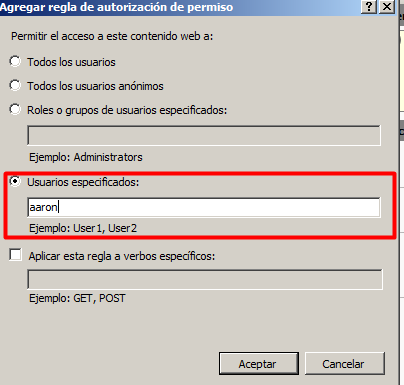 Agregar regla de autorización de permiso
Permitir el acceso a este contenido web a:
Todos los usuarios
Todos los usuarios anónimos
Roles o grupos de usuarios especificados:
Ejemplo: Administrators
Usuarios especificados:
aaron
Ejemplo: User1, User2
Aplicar esta regla a verbos específicos:
Ejemplo: GET, POST
Aceptar
Cancelar